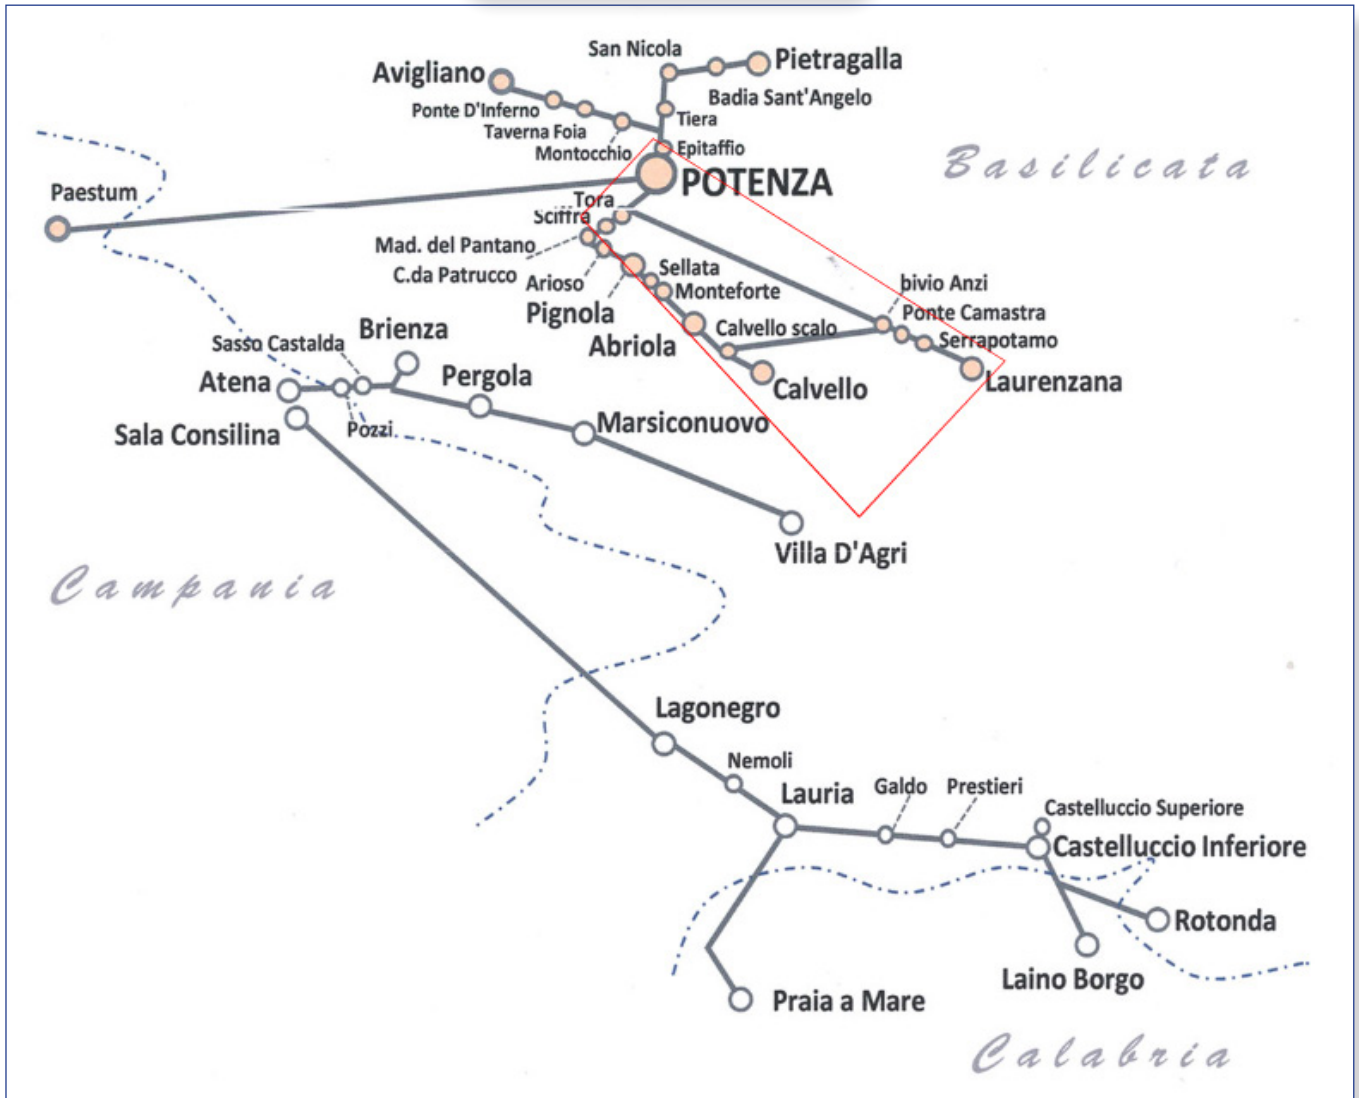 San Nicola
Pietragalla
Avigliano
Badia Sant'Angelo
Ponte D'Inferno
Tiera
Taverna Foia
Montocchio
Epitaffio
Basilicata
POTENZA
Paestum
Tora
Sciffra
Mad. del Pantano
C.da Patrucco
Sellata
Arioso
bivio Anzi
Monteforte
Pignola
Ponte Camastra
Brienza
Calvello scalo
Serrapotamo
Sasso Castalda
Abriola
Atena
Pergola
Calvello
Laurenzana
Sala Consilina
Pozzi
Marsiconuovo
Villa D'Agri
Campania
Lagonegro
Nemoli
Lauria
Galdo
Prestieri
Castelluccio Superiore
Castelluccio Inferiore
Rotonda
Laino Borgo
Praia a Mare
Calabria